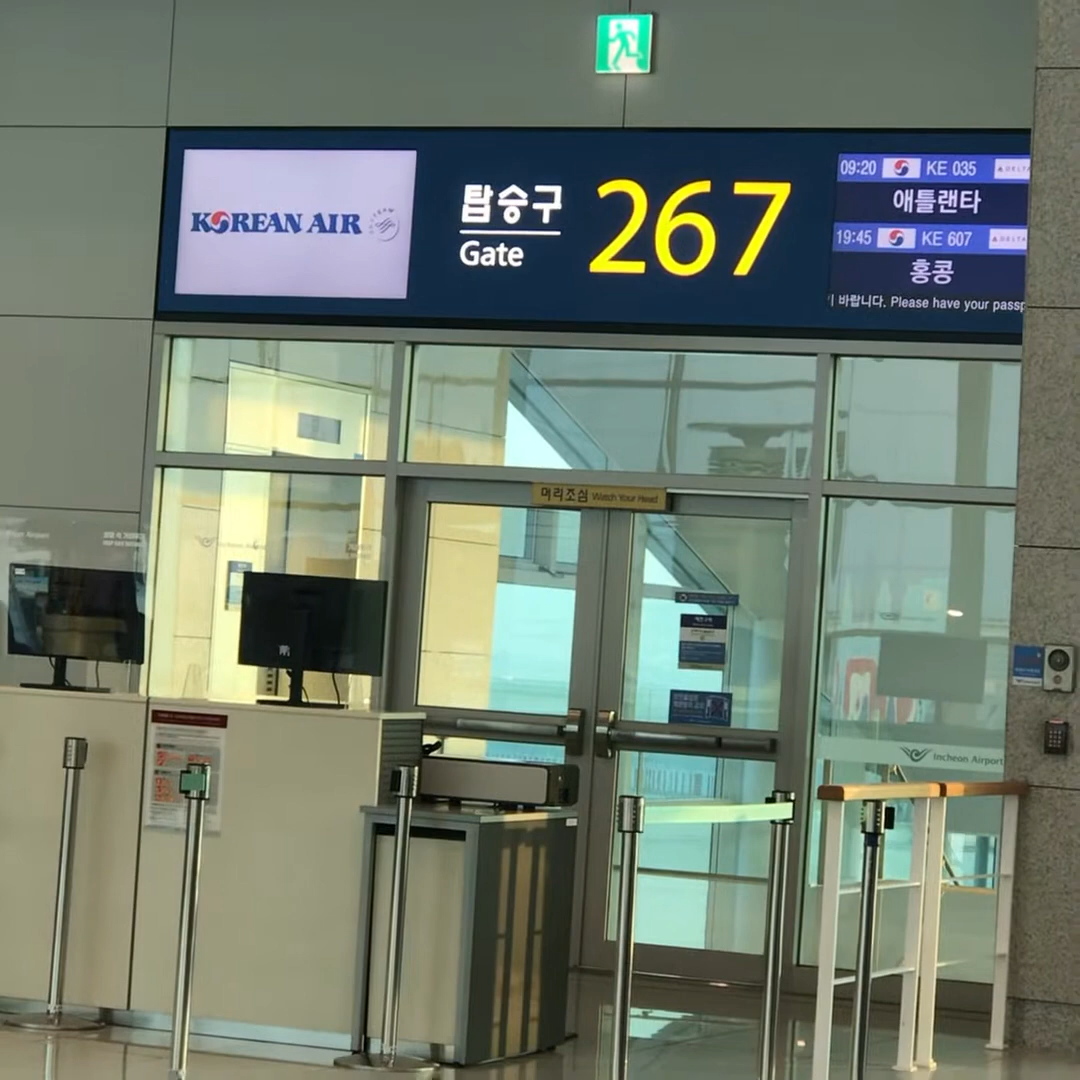 KOREAN AIR
탑승구
Gate
267
09:20 KE 035 DELTA
애틀랜타
19:45 KE 607 DELTA
홍콩
바랍니다. Please have your passp
머리조심 Watch Your Head
Incheon Airport
Incheon Airport